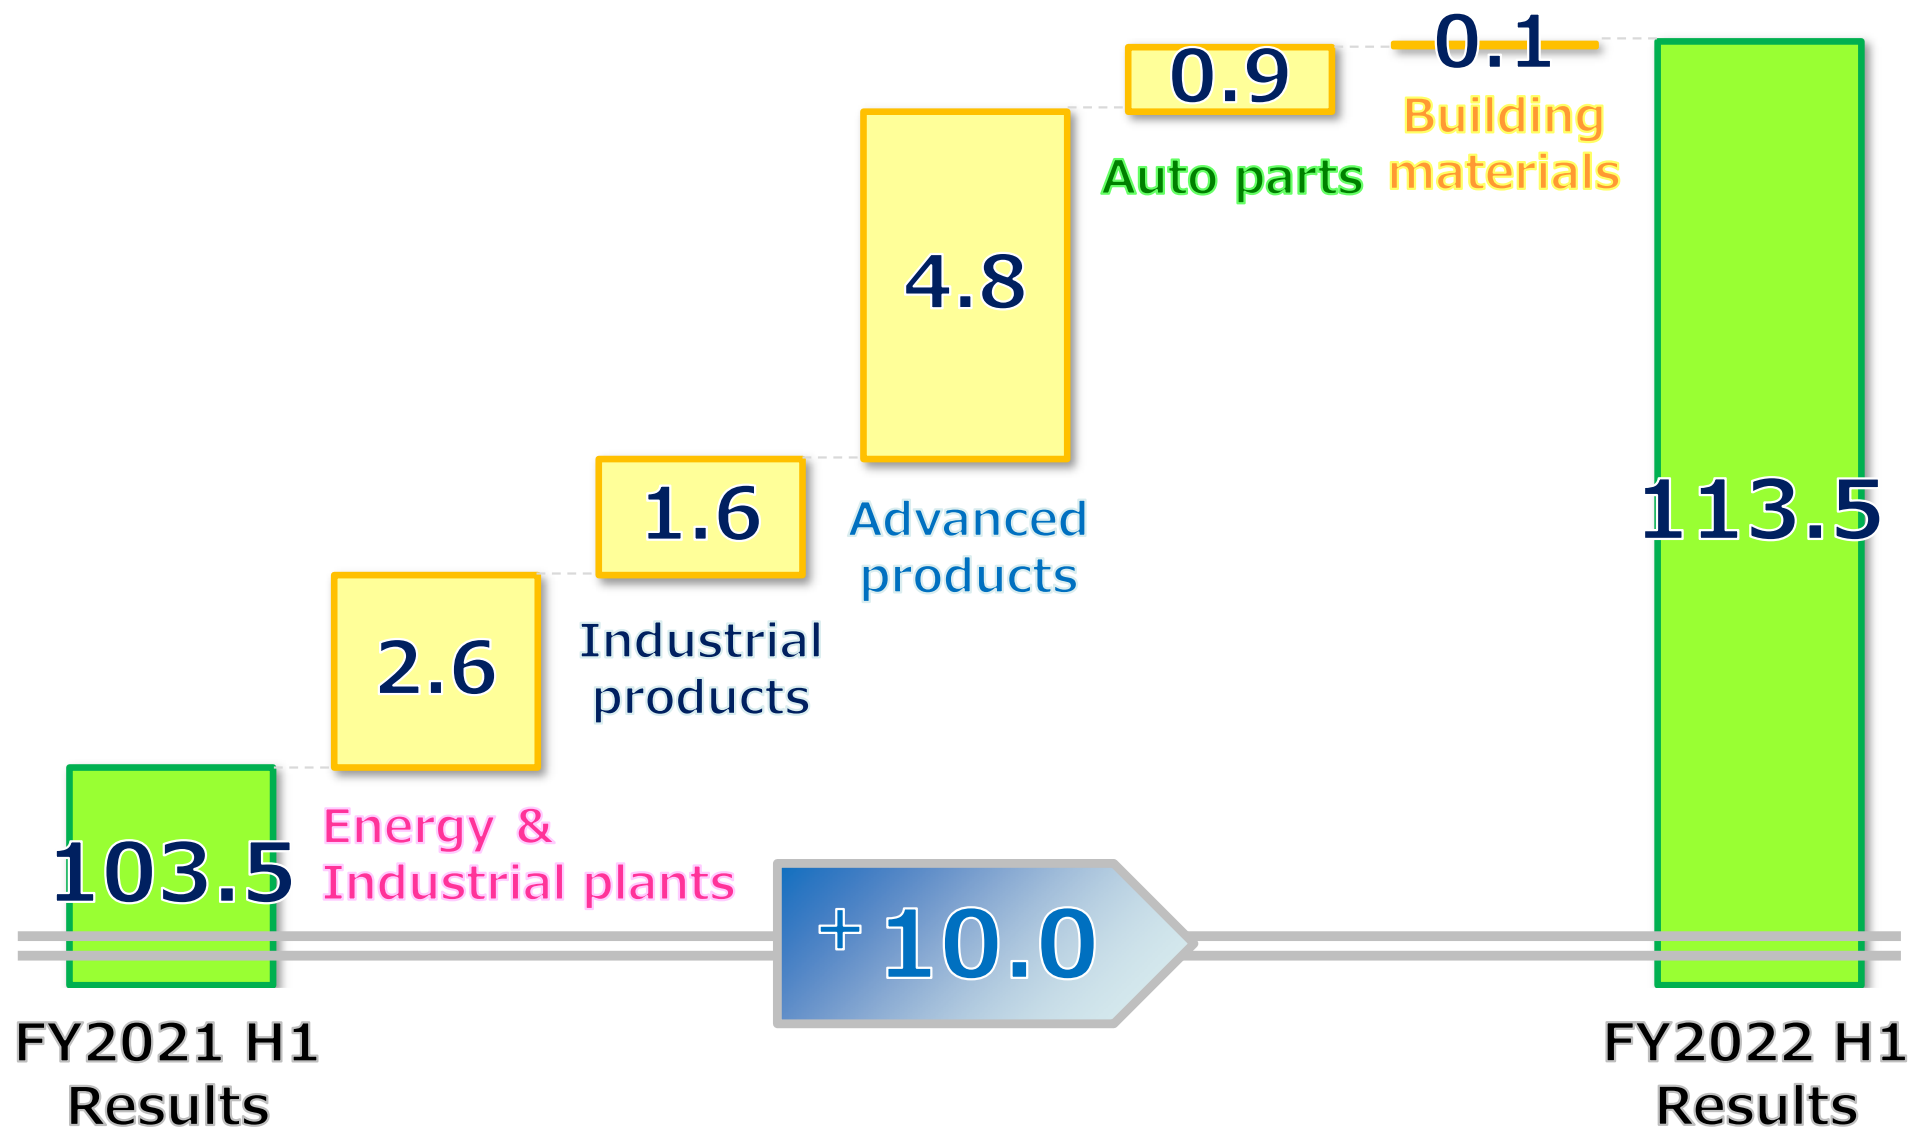 0.1
0.9
Building
materials
Auto parts
4.8
113.5
1.6
Advanced
products
2.6
Industrial
products
103.5
Energy &
Industrial plants
+10.0
FY2021 H1
Results
FY2022 H1
Results